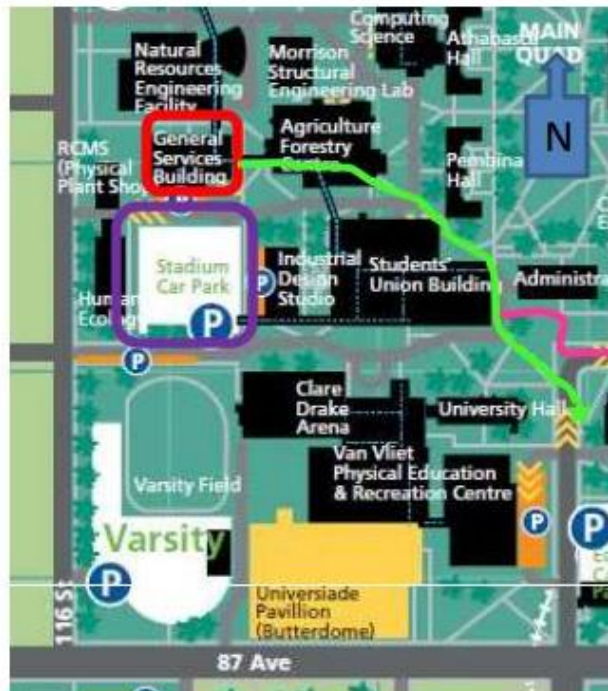 Computing
Science
Athabasc
Hall
MAIN
QUAD
N
Natural
Resources
Engineering
Facility
Morrison
Structural
Engineering Lab
General
Services
Building
Agriculture
Forestry
Centre
RCMS
(Physical
Plant Shop
Pembina
Hall
Stadium
Car Park
P
P
Industrial
Design
Studio
Students'
Union Building
Administra
Human
Ecology
P
P
Clare
Drake
Arena
University Hall
Van Vliet
Physical Education
& Recreation Centre
Varsity Field
P
P
Varsity
P
Universiade
Pavillion
(Butterdome)
116 St
87 Ave